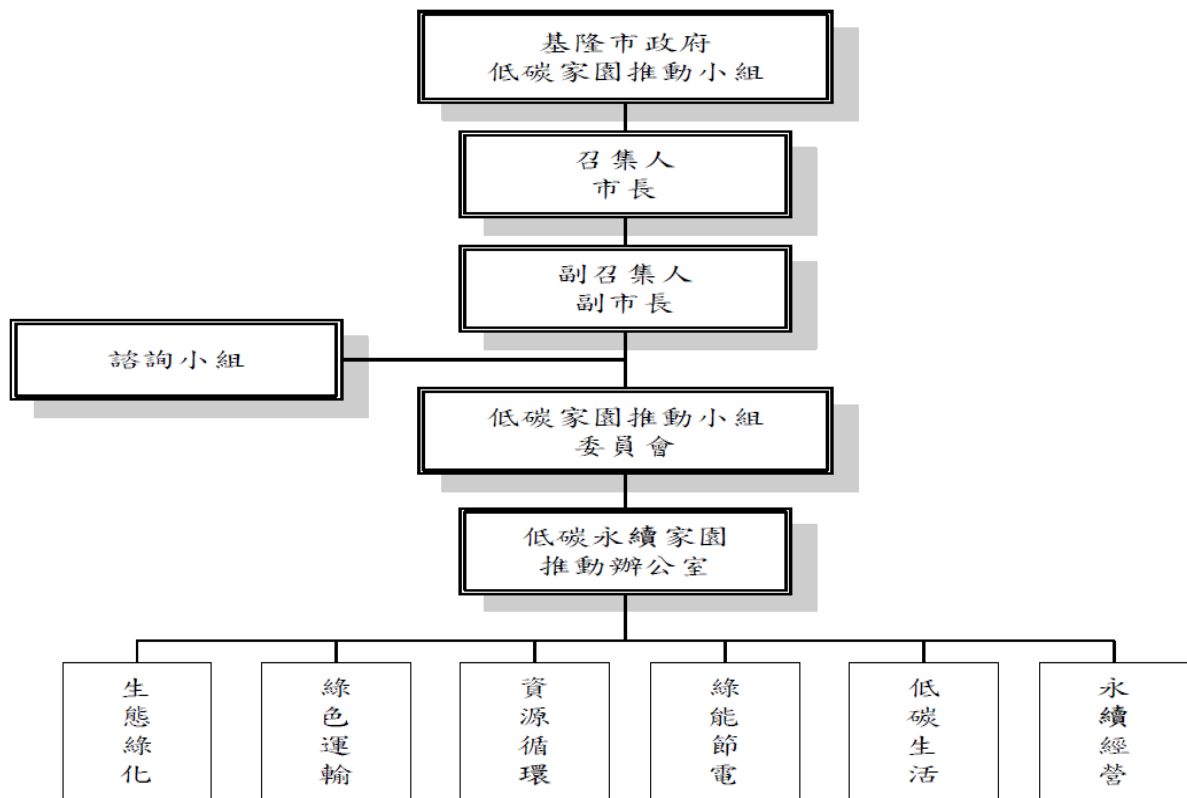 基隆市政府
低碳家園推動小組
召集人
市長
副召集人
副市長
諮詢小組
低碳家園推動小組
委員會
低碳永續家園
推動辦公室
生態綠化
綠色運輸
資源循環
綠能節電
低碳生活
永續經營